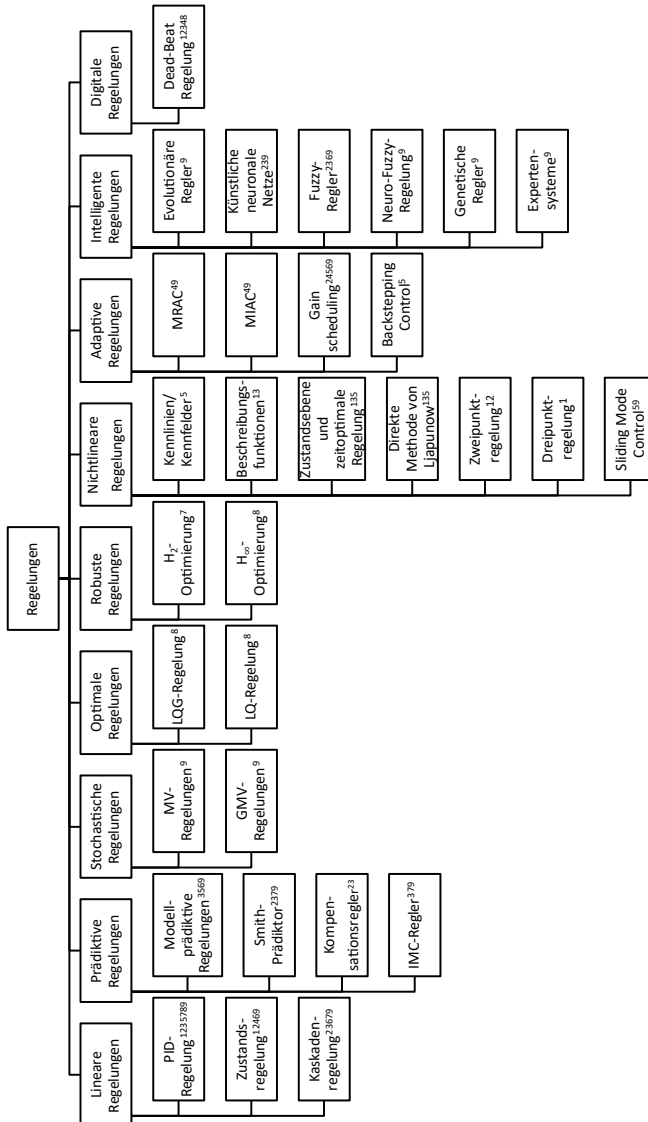 Regelungen
Lineare
Regelungen
PID-
Regelung¹²³⁵⁷⁸⁹
Zustands-
regelung¹²⁴⁶⁹
Kaskaden-
regelung²³⁶⁷⁹
Prädiktive
Regelungen
Modell-
prädiktive
Regelungen³⁵⁶⁹
Smith-
Prädiktor²³⁷⁹
Kompen-
sationsregler²³
IMC-Regler³⁷⁹
Stochastische
Regelungen
MV-
Regelungen⁹
GMV-
Regelungen⁹
Optimale
Regelungen
LQG-Regelung⁸
LQ-Regelung⁸
Robuste
Regelungen
H₂-
Optimierung⁷
H∞-
Optimierung⁸
Nichtlineare
Regelungen
Kennlinien/
Kennfelder⁵
Beschreibungs-
funktionen¹³
Zustandsebene
und
zeitoptimale
Regelung¹³⁵
Direkte
Methode von
Ljapunow¹³⁵
Zweipunkt-
regelung¹²
Dreipunkt-
regelung¹
Sliding Mode
Control⁵⁹
Adaptive
Regelungen
MRAC⁴⁹
MIAC⁴⁹
Gain
scheduling²⁴⁵⁶⁹
Backstepping
Control⁵
Intelligente
Regelungen
Evolutionäre
Regler⁹
Künstliche
neuronale
Netze²³⁹
Fuzzy-
Regler²³⁶⁹
Neuro-Fuzzy-
Regelung⁹
Genetische
Regler⁹
Experten-
systeme⁹
Digitale
Regelungen
Dead-Beat
Regelung¹²³⁴⁸